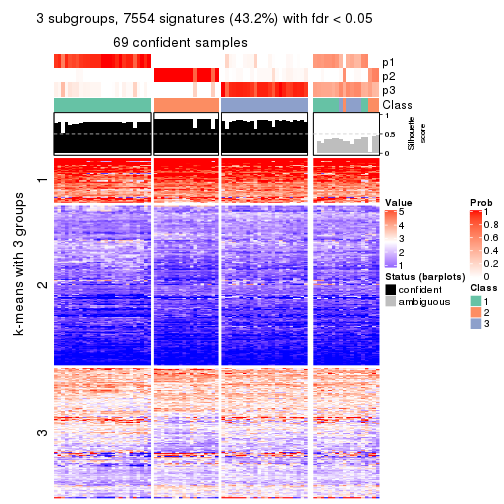 3 subgroups, 7554 signatures (43.2%) with fdr < 0.05
69 confident samples
p1
p2
p3
Class
1
0.5
0
Silhouette
score
k-means with 3 groups
1
2
3
Value
5
4
3
2
1
Status (barplots)
confident
ambiguous
Prob
1
0.8
0.6
0.4
0.2
0
Class
1
2
3